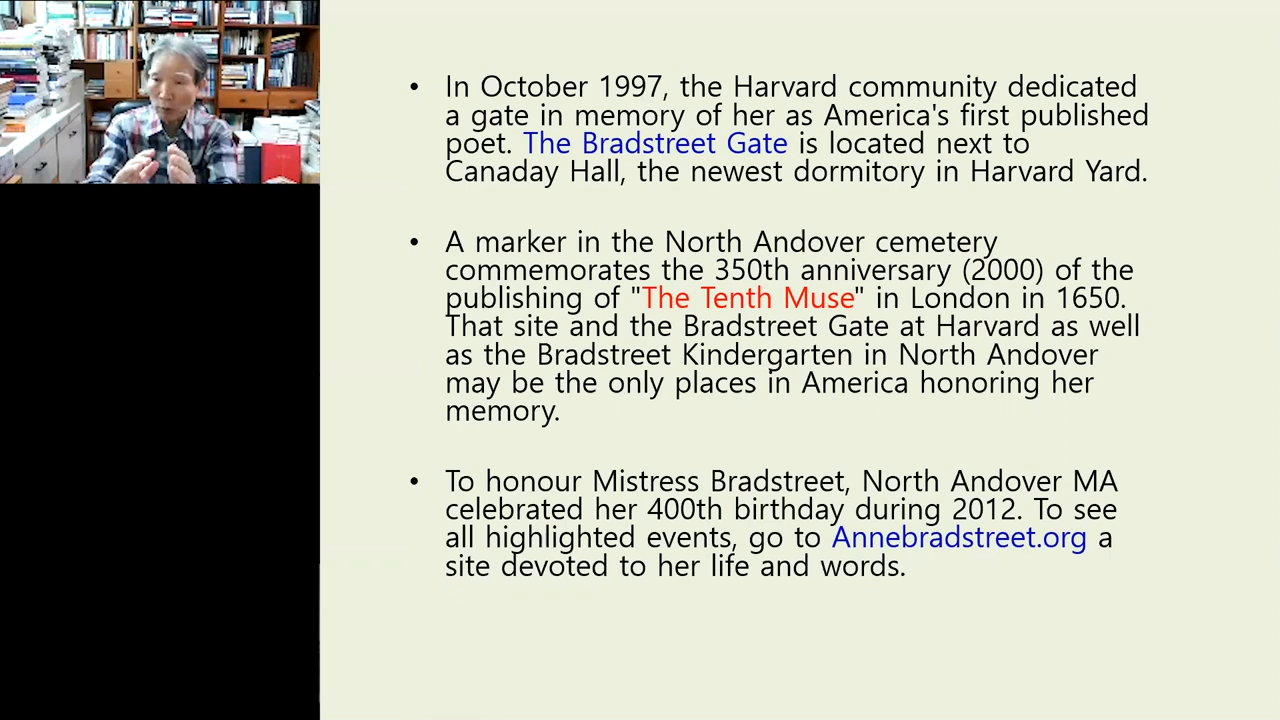 • In October 1997, the Harvard community dedicated
a gate in memory of her as America's first published
poet. The Bradstreet Gate is located next to
Canaday Hall, the newest dormitory in Harvard Yard.
• A marker in the North Andover cemetery
commemorates the 350th anniversary (2000) of the
publishing of "The Tenth Muse" in London in 1650.
That site and the Bradstreet Gate at Harvard as well
as the Bradstreet Kindergarten in North Andover
may be the only places in America honoring her
memory.
• To honour Mistress Bradstreet, North Andover MA
celebrated her 400th birthday during 2012. To see
all highlighted events, go to Annebradstreet.org a
site devoted to her life and words.